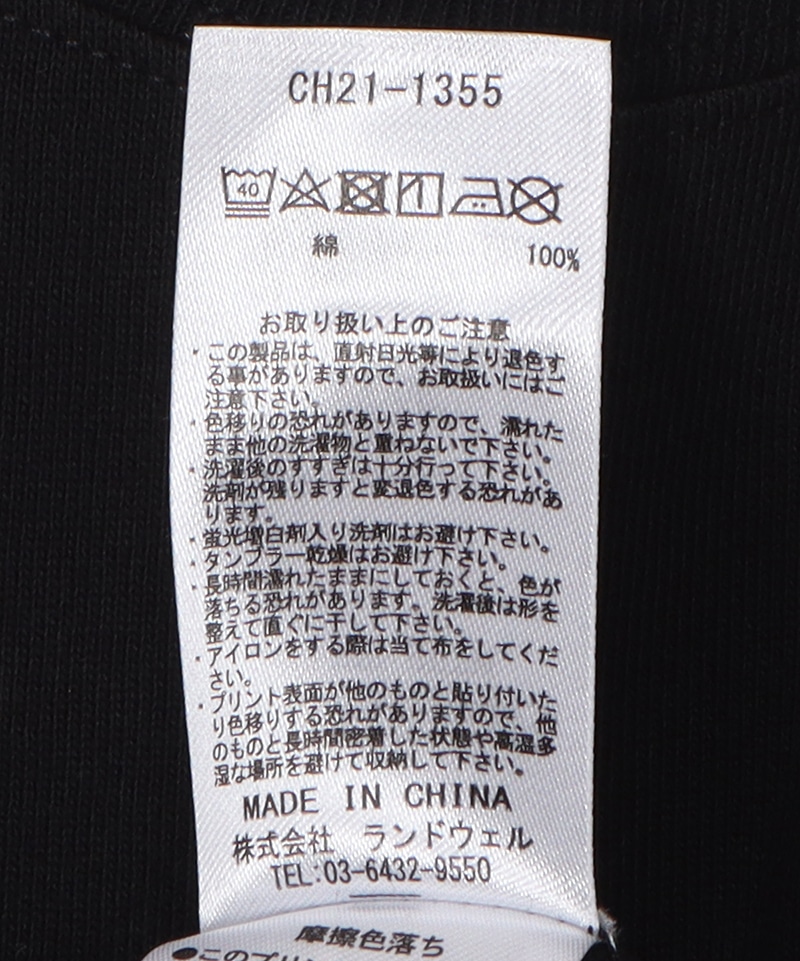 CH21-1355
40
綿 100%
お取り扱い上のご注意
・この製品は、直射日光等により退色す
る事がありますので、お取扱いにはご
注意下さい。
・色移りの恐れがありますので、濡れた
まま他の洗濯物と重ねないで下さい。
・洗濯後のすすぎは十分行って下さい。
洗剤が残りますと変退色する恐れがあ
ります。
・蛍光増白剤入り洗剤はお避け下さい。
・タンブラー乾燥はお避け下さい。
・長時間濡れたままにしておくと、色が
落ちる恐れがあります。洗濯後は形を
整えて直ぐに干して下さい。
・アイロンをする際は当て布をしてくだ
さい。
・プリント表面が他のものと貼り付いた
り色移りする恐れがありますので、他
のものと長時間密着した状態や高温多
湿な場所を避けて収納して下さい。
MADE IN CHINA
株式会社 ランドウェル
TEL:03-6432-9550
摩擦色落ち
●このプリン